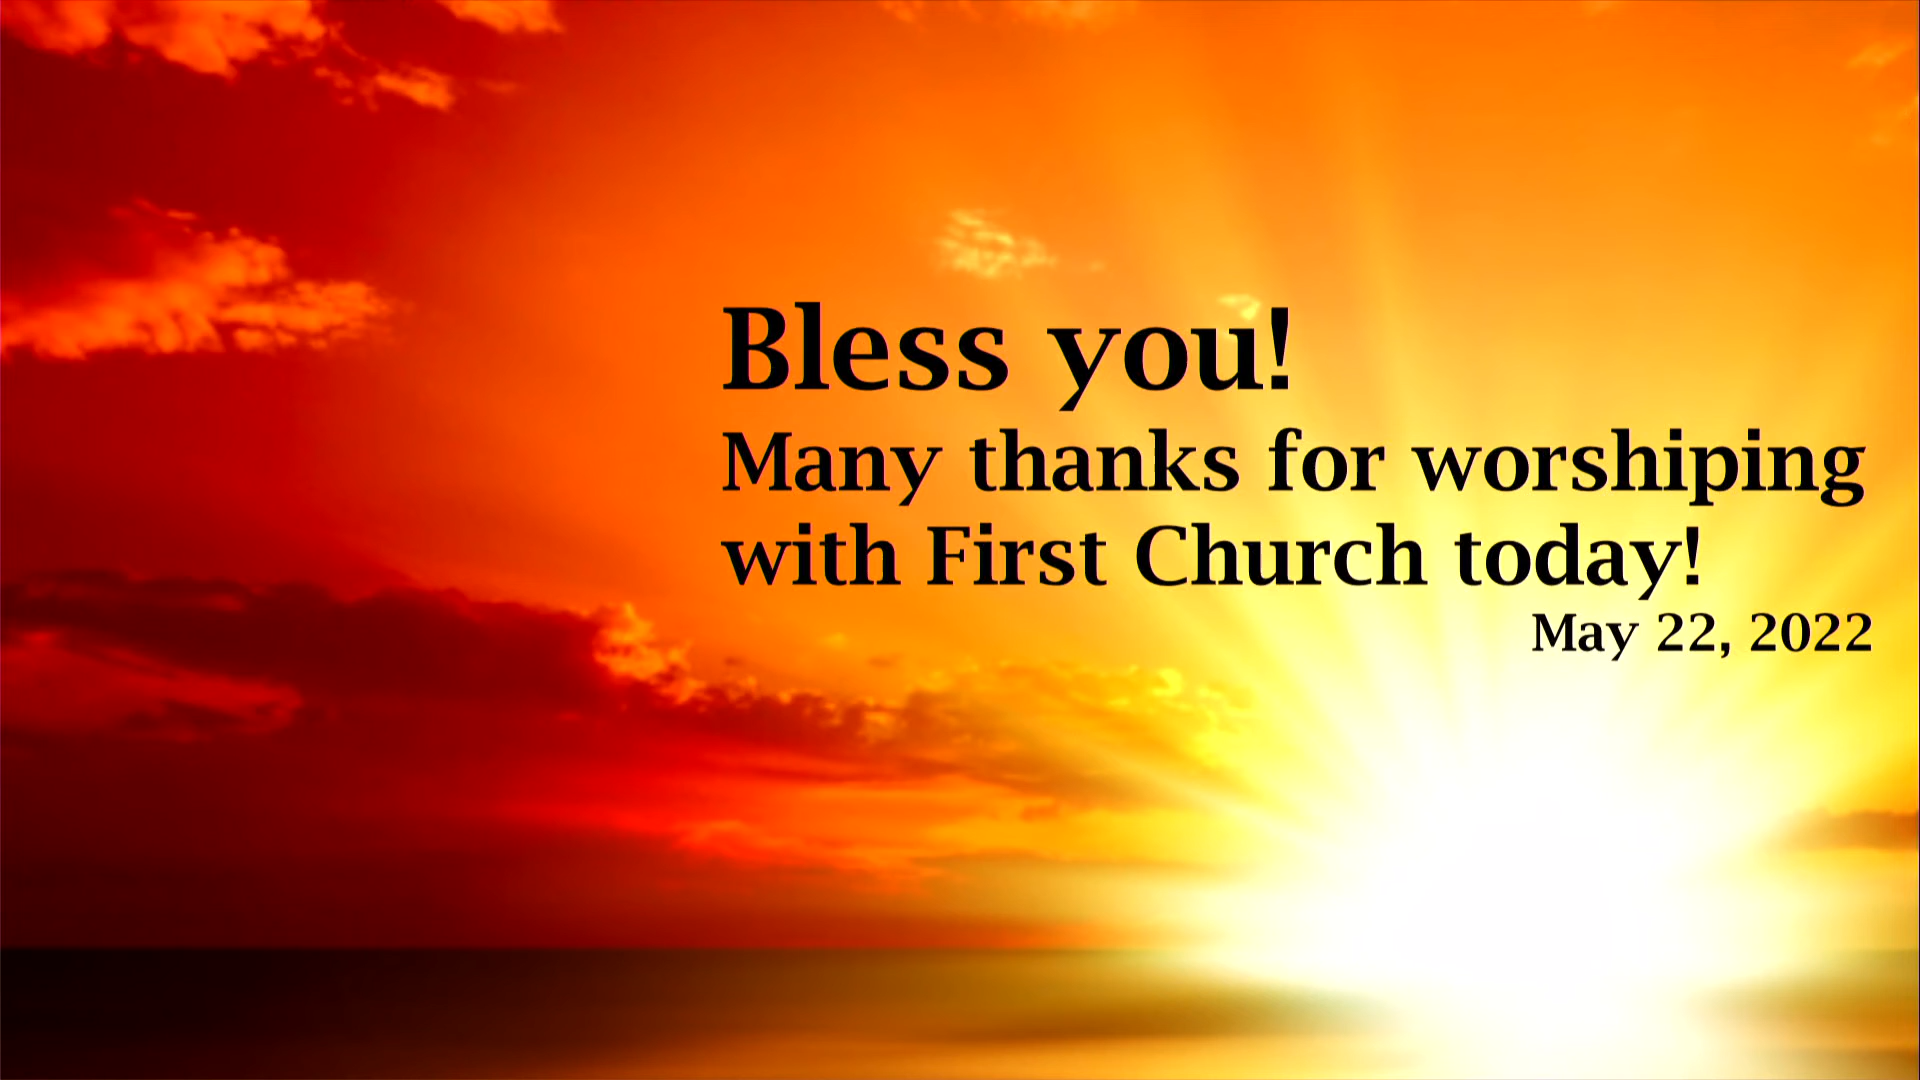 Bless you!
Many thanks for worshiping
with First Church today!
May 22, 2022